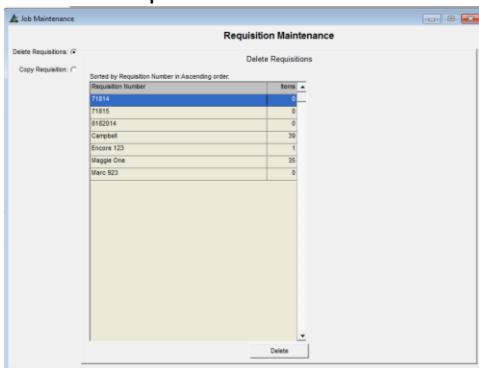 Job Maintenance
Requisition Maintenance
Delete Requisitions:
Copy Requisition:
Delete Requisitions
Sorted by Requisition Number in Ascending order.
Requisition Number Items
71814 0
71815 0
8182014 0
Campbell 39
Encore 123 1
Maggie One 35
Marc 923 0
Delete